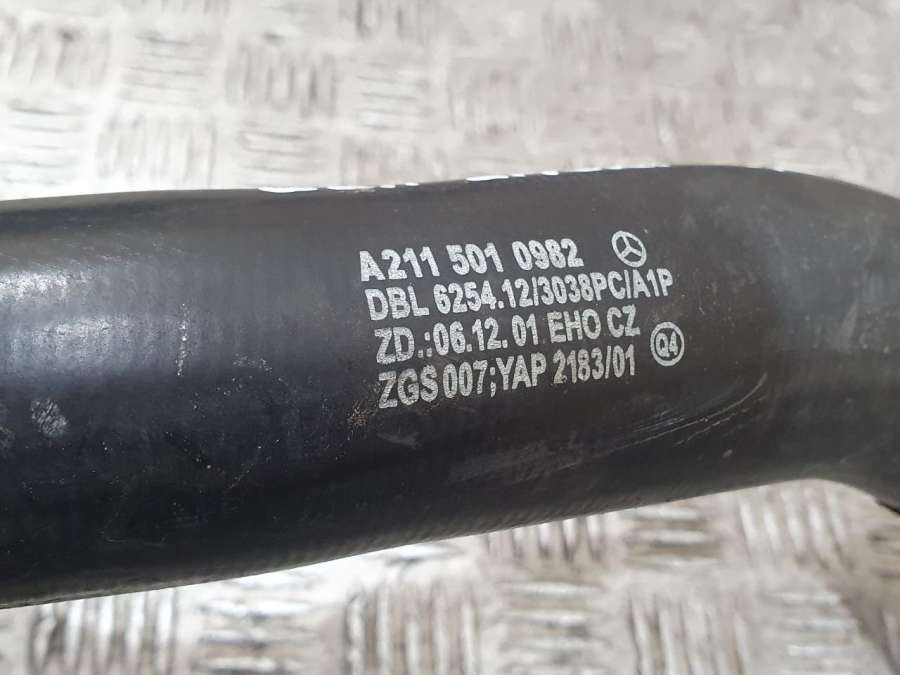 A211 501 0982
DBL 6254.12/3038PC/A1P
ZD.:06.12.01 EHO CZ
ZGS 007;YAP 2183/01 Q4